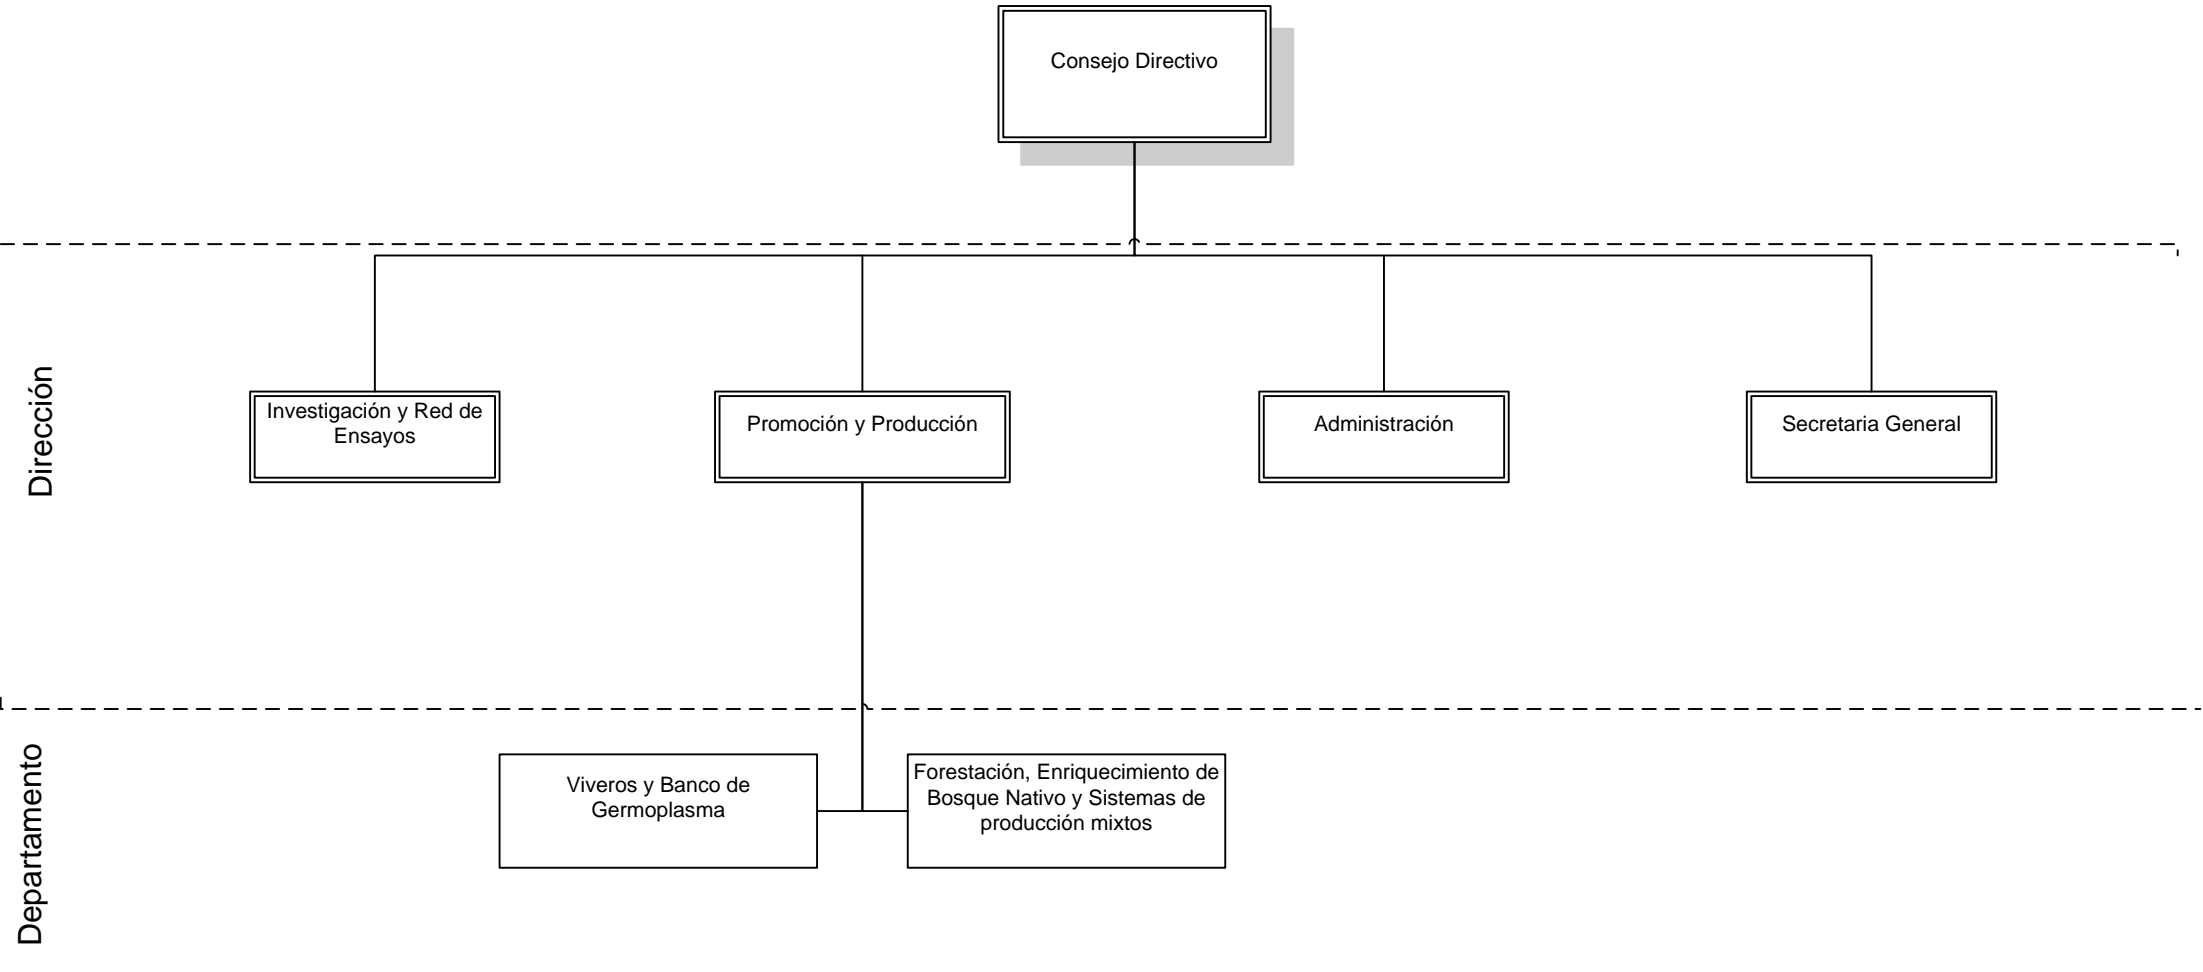 Consejo Directivo
Dirección
Investigación y Red de
Ensayos
Promoción y Producción
Administración
Secretaria General
Departamento
Viveros y Banco de
Germoplasma
Forestación, Enriquecimiento de
Bosque Nativo y Sistemas de
producción mixtos